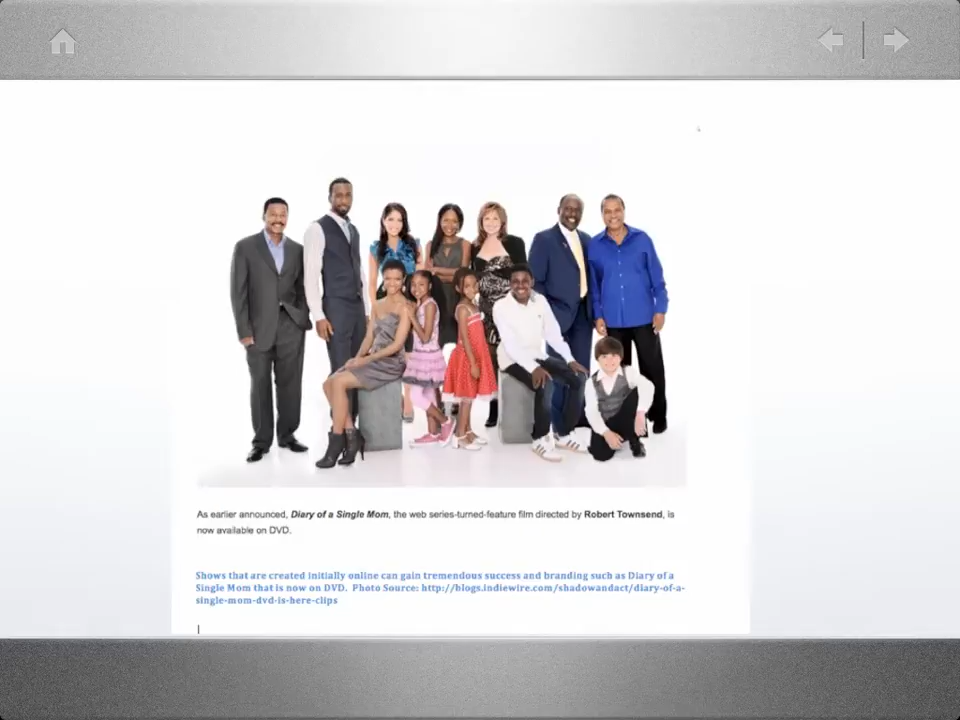 As earlier announced, Diary of a Single Mom, the web series-turned-feature film directed by Robert Townsend, is
now available on DVD.
Shows that are created initially online can gain tremendous success and branding such as Diary of a
Single Mom that is now on DVD.  Photo Source: http://blogs.indiewire.com/shadowandact/diary-of-a-
single-mom-dvd-is-here-clips